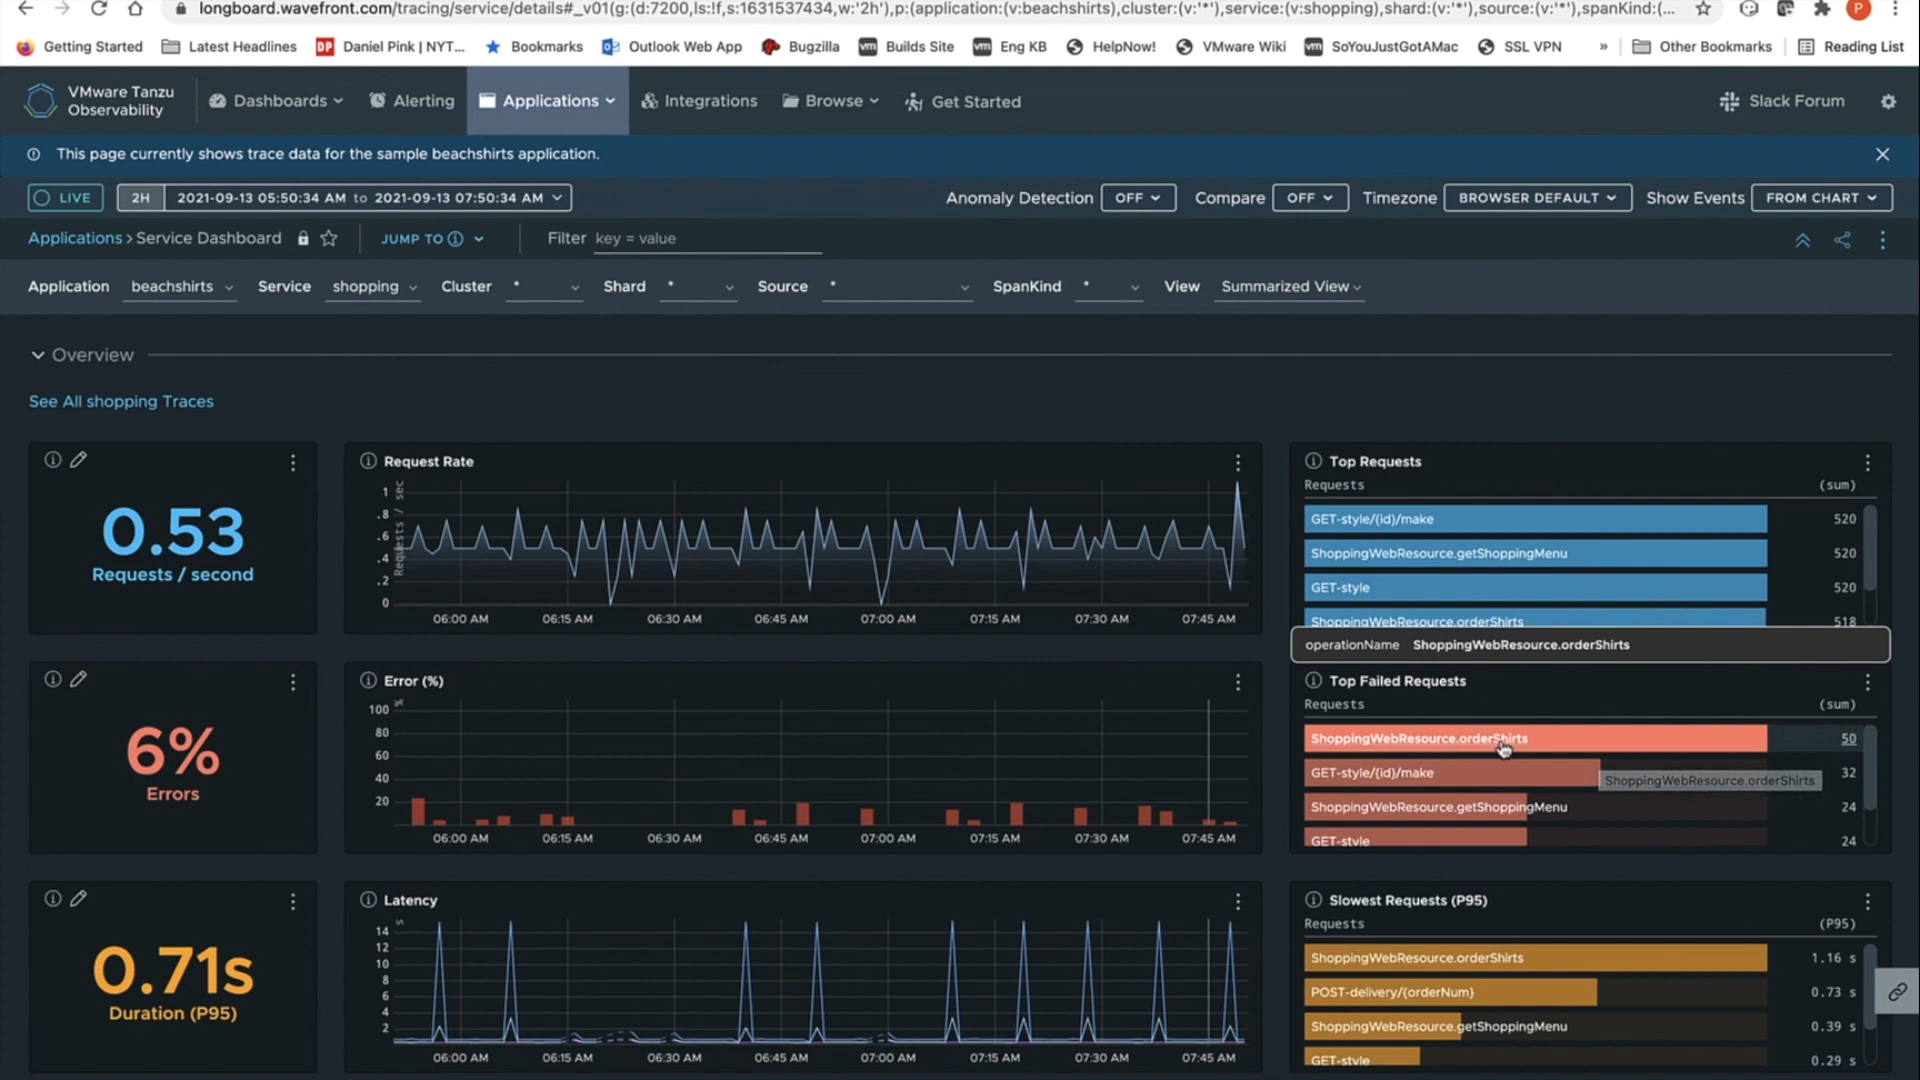 longboard.wavefront.com/tracing/service/details#_v01(g:(d:7200,ls:!f,s:1631537434,w:'2h'),p:(application:(v:beachshirts),cluster:(v:'*'),service:(v:shopping),shard:(v:'*'),source:(v:'*'),spanKind:(...
P
Getting Started
Latest Headlines
DP Daniel Pink | NYT...
Bookmarks
Outlook Web App
Bugzilla
vm Builds Site
vm Eng KB
HelpNow!
VMware Wiki
vm SoYouJustGotAMac
SSL VPN
»
Other Bookmarks
Reading List
VMware Tanzu
Observability
Dashboards
Alerting
Applications
Integrations
Browse
Get Started
Slack Forum
This page currently shows trace data for the sample beachshirts application.
LIVE
2H 2021-09-13 05:50:34 AM to 2021-09-13 07:50:34 AM
Anomaly Detection OFF
Compare OFF
Timezone BROWSER DEFAULT
Show Events FROM CHART
Applications > Service Dashboard
JUMP TO
Filter key = value
Application beachshirts
Service shopping
Cluster *
Shard *
Source *
SpanKind *
View Summarized View
Overview
See All shopping Traces
0.53
Requests / second
Request Rate
Requests / sec
1
.8
.6
.4
.2
0
06:00 AM 06:15 AM 06:30 AM 06:45 AM 07:00 AM 07:15 AM 07:30 AM 07:45 AM
Top Requests
Requests (sum)
GET-style/{id}/make 520
ShoppingWebResource.getShoppingMenu 520
GET-style 520
ShoppingWebResource.orderShirts 518
operationName ShoppingWebResource.orderShirts
6%
Errors
Error (%)
%
100
80
60
40
20
06:00 AM 06:15 AM 06:30 AM 06:45 AM 07:00 AM 07:15 AM 07:30 AM 07:45 AM
Top Failed Requests
Requests (sum)
ShoppingWebResource.orderShirts 50
GET-style/{id}/make 32
ShoppingWebResource.orderShirts
ShoppingWebResource.getShoppingMenu 24
GET-style 24
0.71s
Duration (P95)
Latency
s
14
12
10
8
6
4
2
06:00 AM 06:15 AM 06:30 AM 06:45 AM 07:00 AM 07:15 AM 07:30 AM 07:45 AM
Slowest Requests (P95)
Requests (P95)
ShoppingWebResource.orderShirts 1.16 s
POST-delivery/{orderNum} 0.73 s
ShoppingWebResource.getShoppingMenu 0.39 s
GET-style 0.29 s